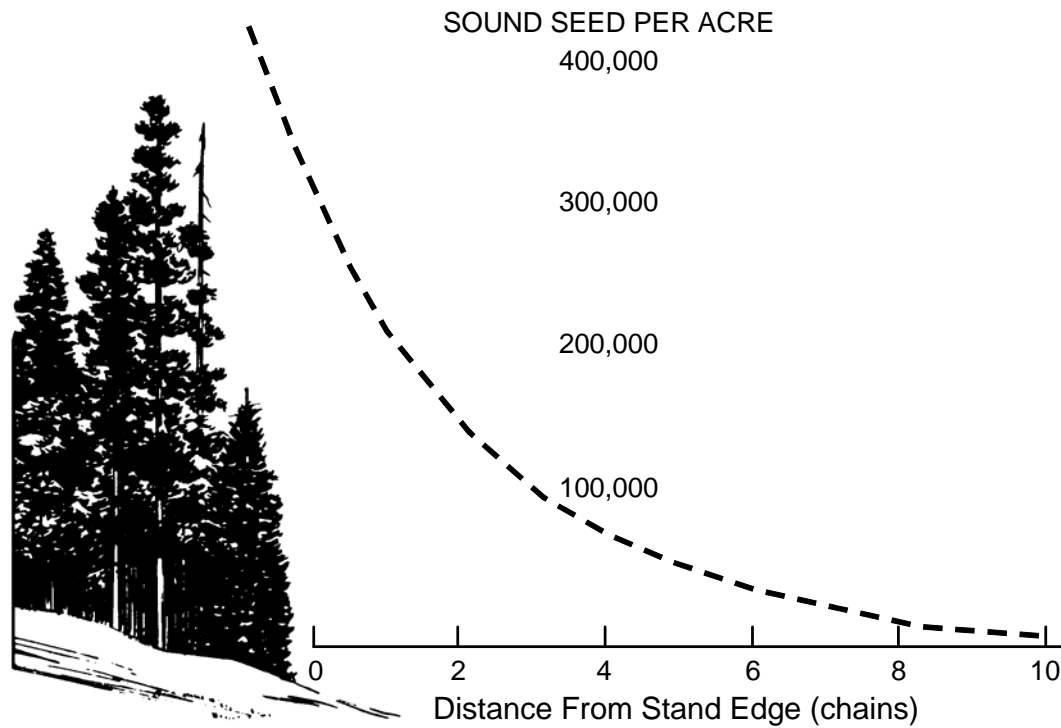 SOUND SEED PER ACRE
400,000
300,000
200,000
100,000
0 2 4 6 8 10
Distance From Stand Edge (chains)